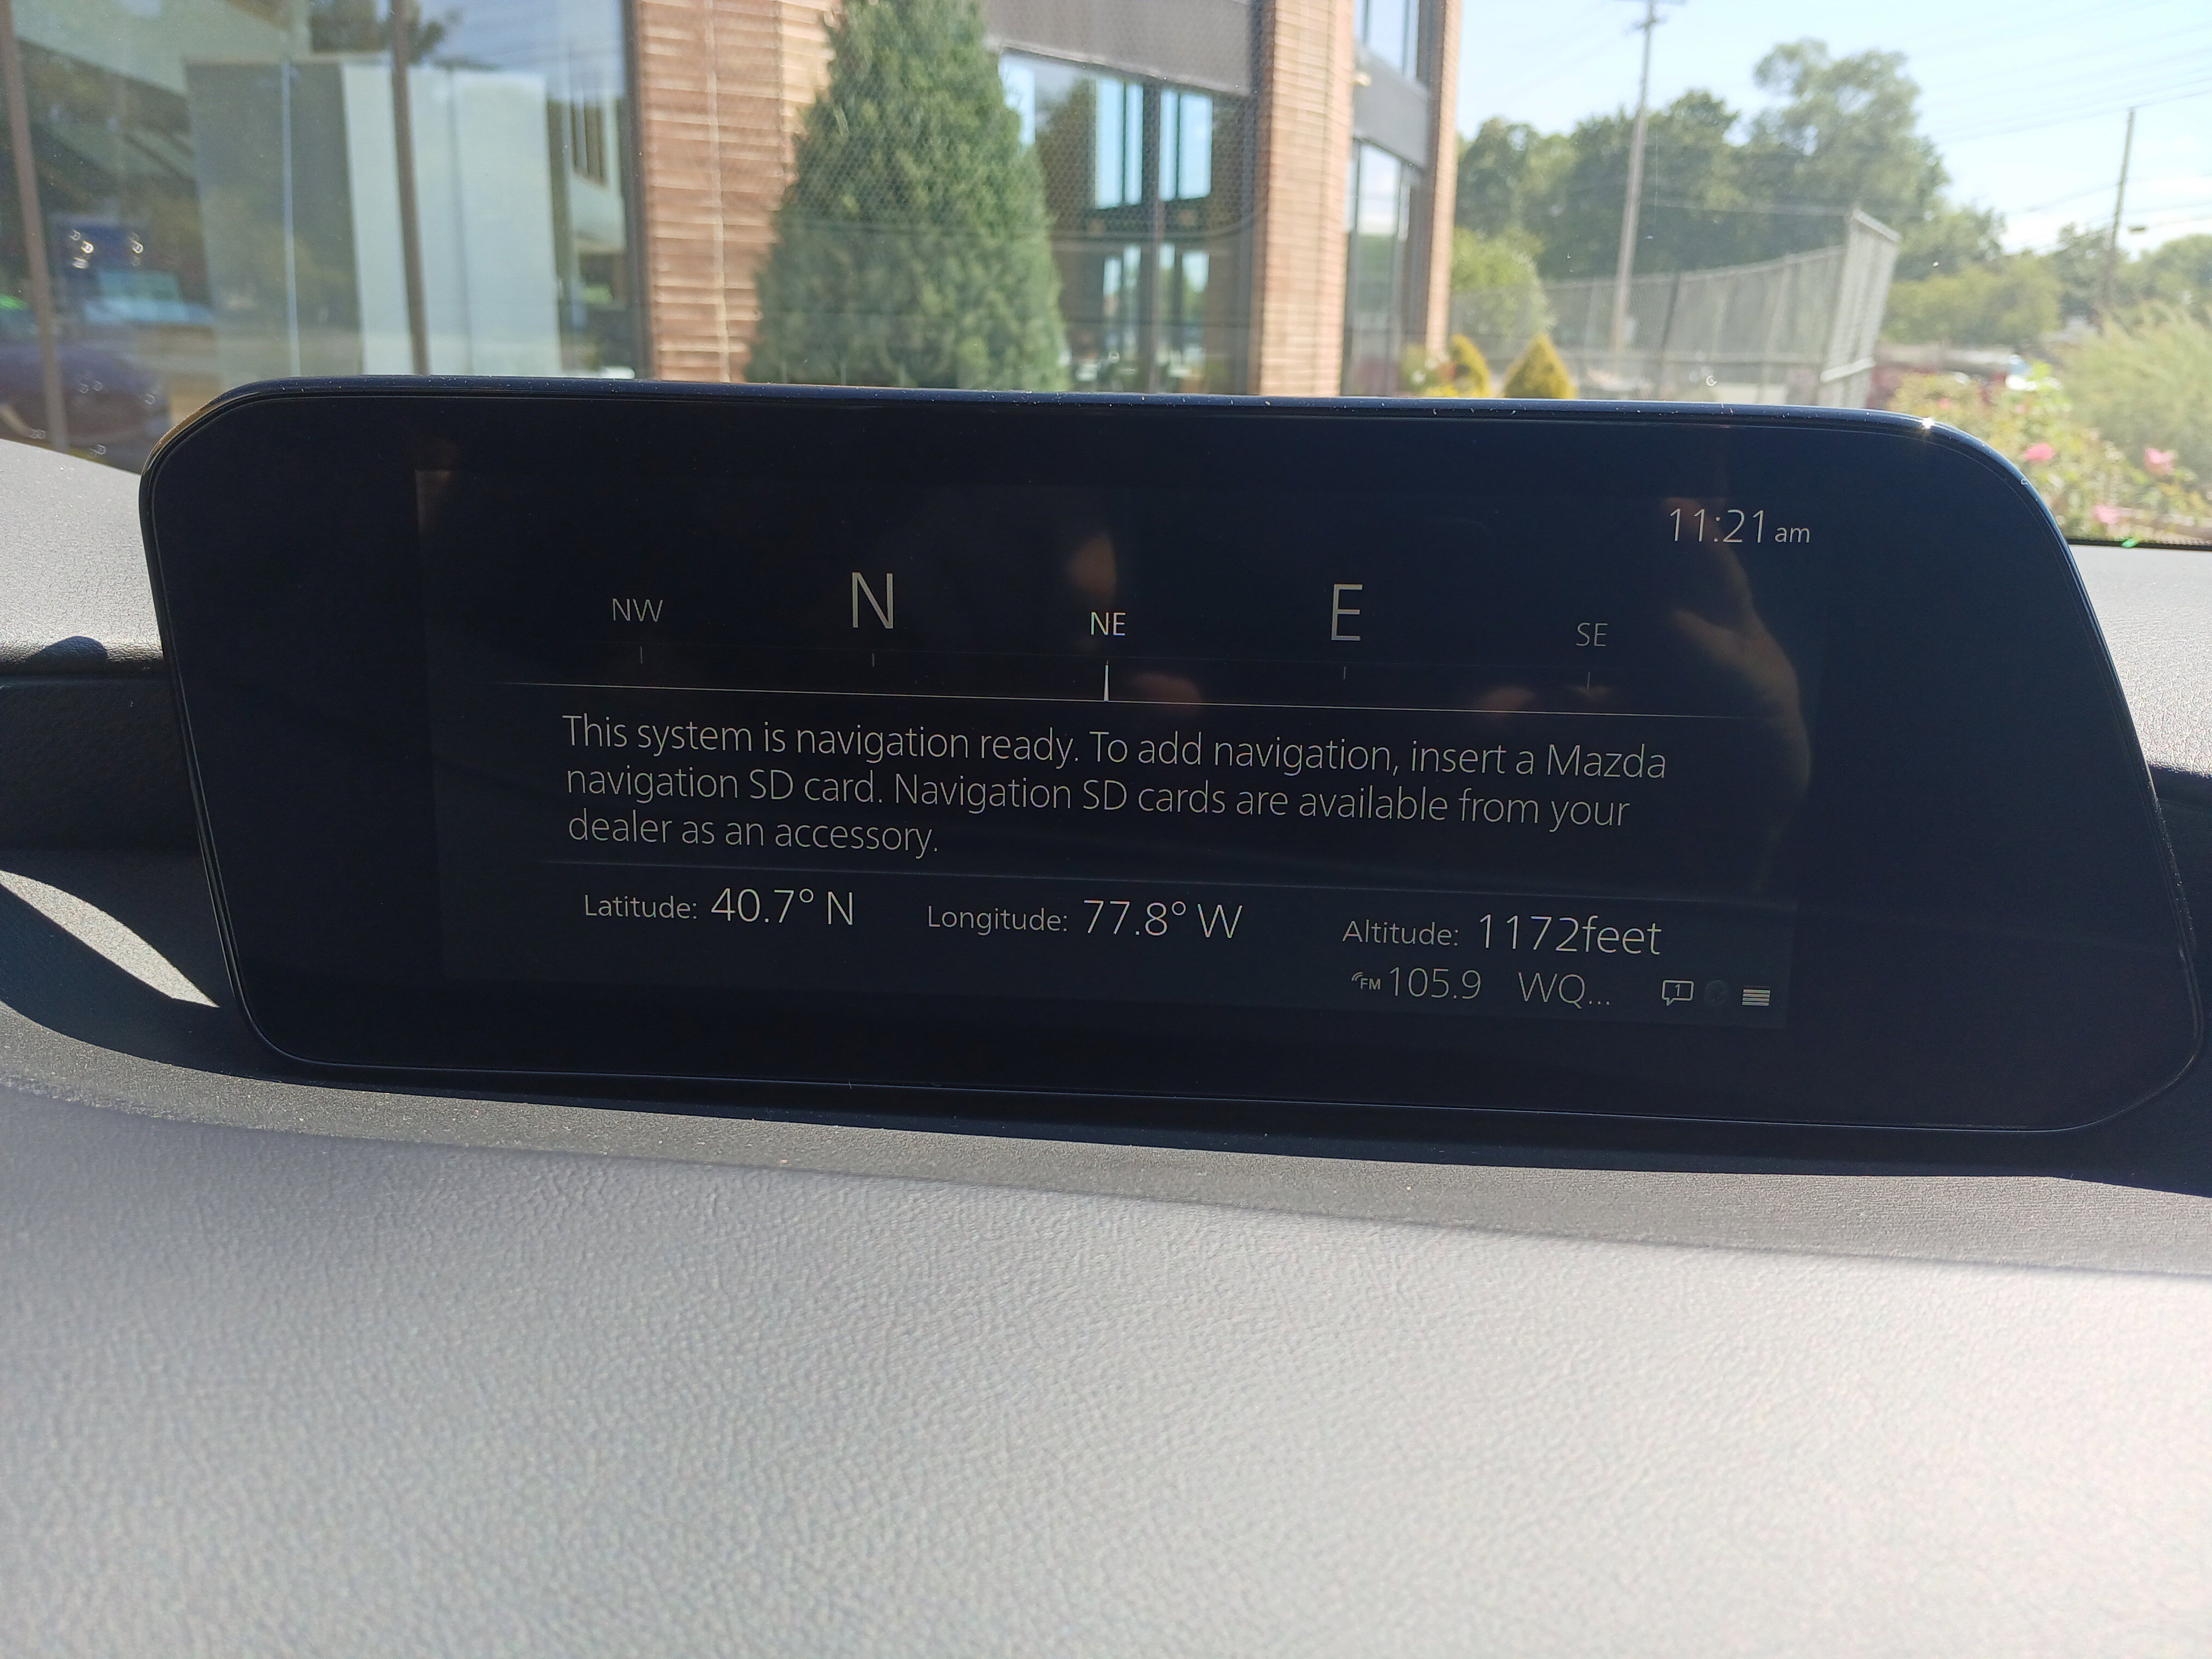 11:21 am
NW N NE E SE
This system is navigation ready. To add navigation, insert a Mazda
navigation SD card. Navigation SD cards are available from your
dealer as an accessory.
Latitude: 40.7° N Longitude: 77.8° W Altitude: 1172feet
FM 105.9 WQ... 1